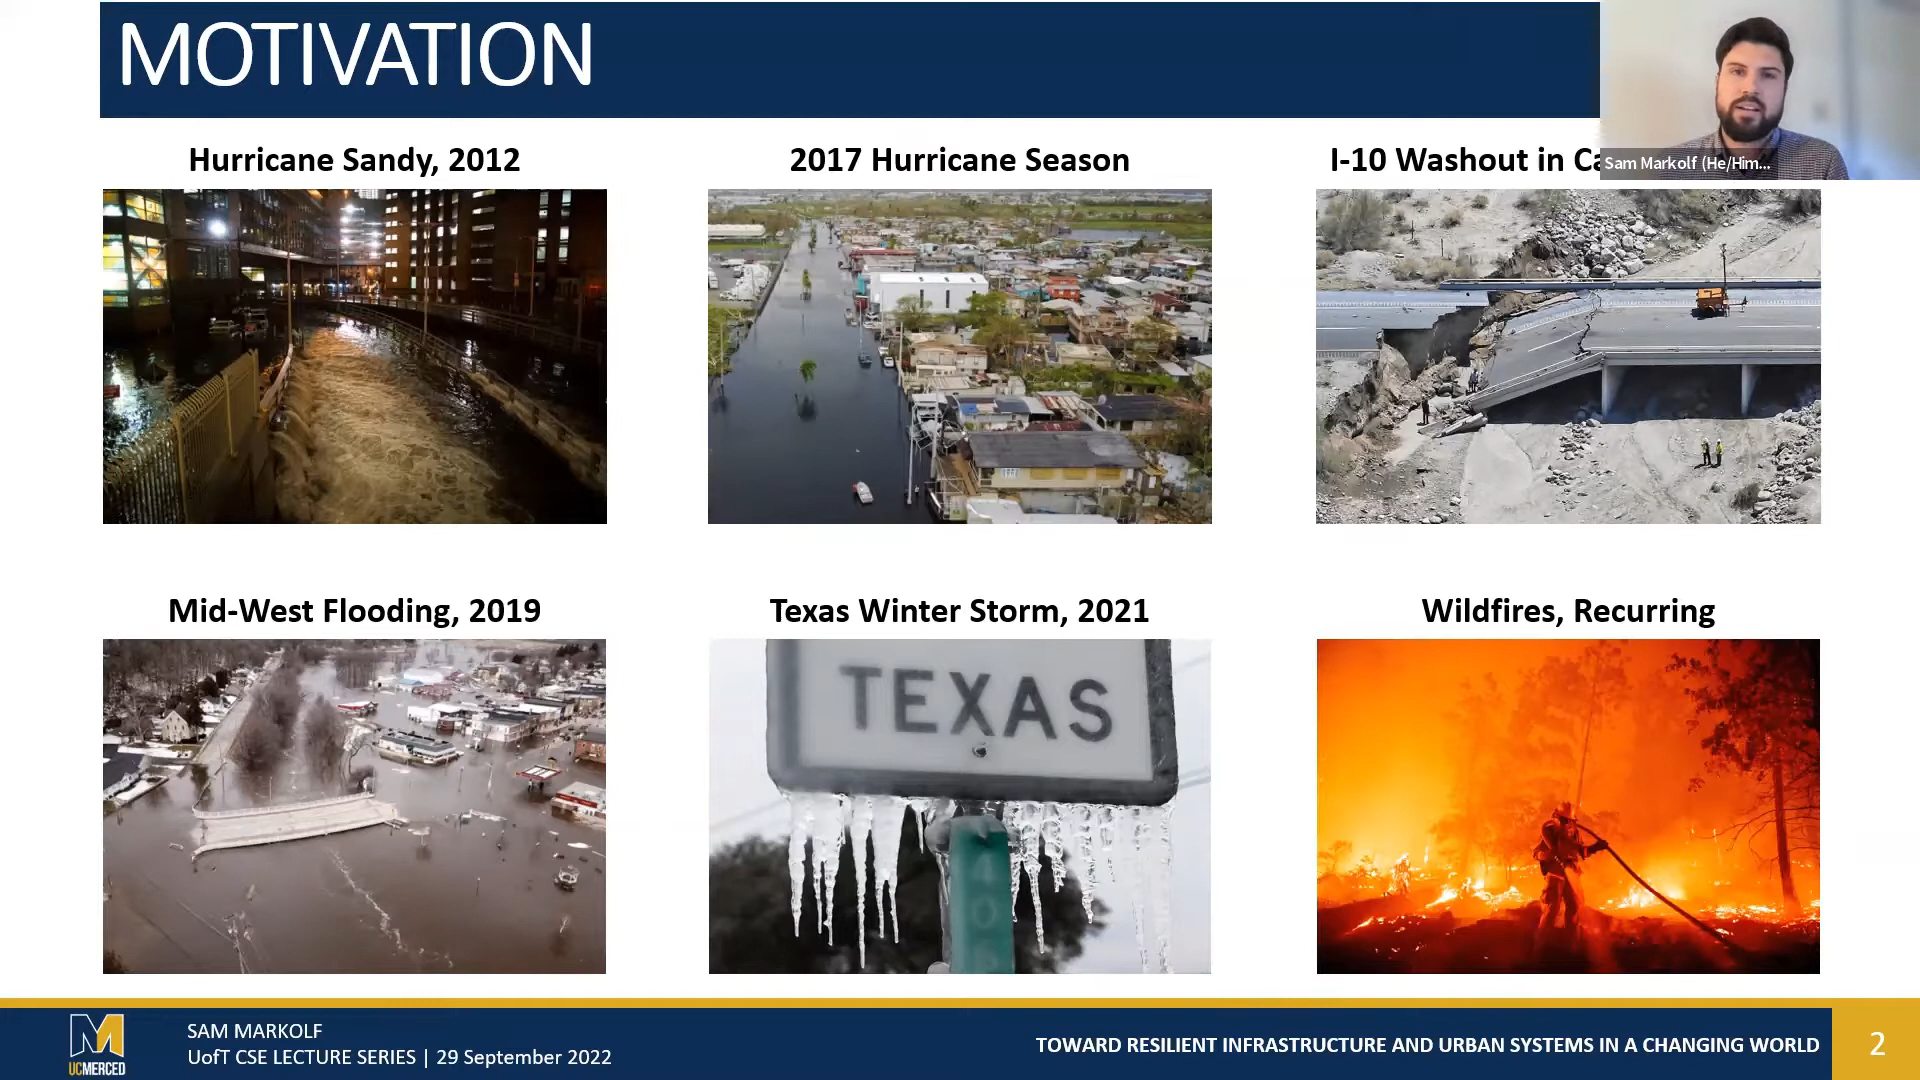 MOTIVATION
Sam Markolf (He/Him...
Hurricane Sandy, 2012
2017 Hurricane Season
I-10 Washout in Ca
Mid-West Flooding, 2019
Texas Winter Storm, 2021
Wildfires, Recurring
TEXAS
40
M
UCMERCED
SAM MARKOLF
UofT CSE LECTURE SERIES | 29 September 2022
TOWARD RESILIENT INFRASTRUCTURE AND URBAN SYSTEMS IN A CHANGING WORLD
2